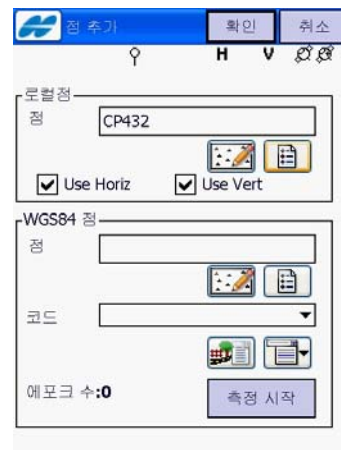 점 추가 확인 취소
H V
로컬점
점 CP432
Use Horiz Use Vert
WGS84 점
점
코드
에포크 수:0 측정 시작